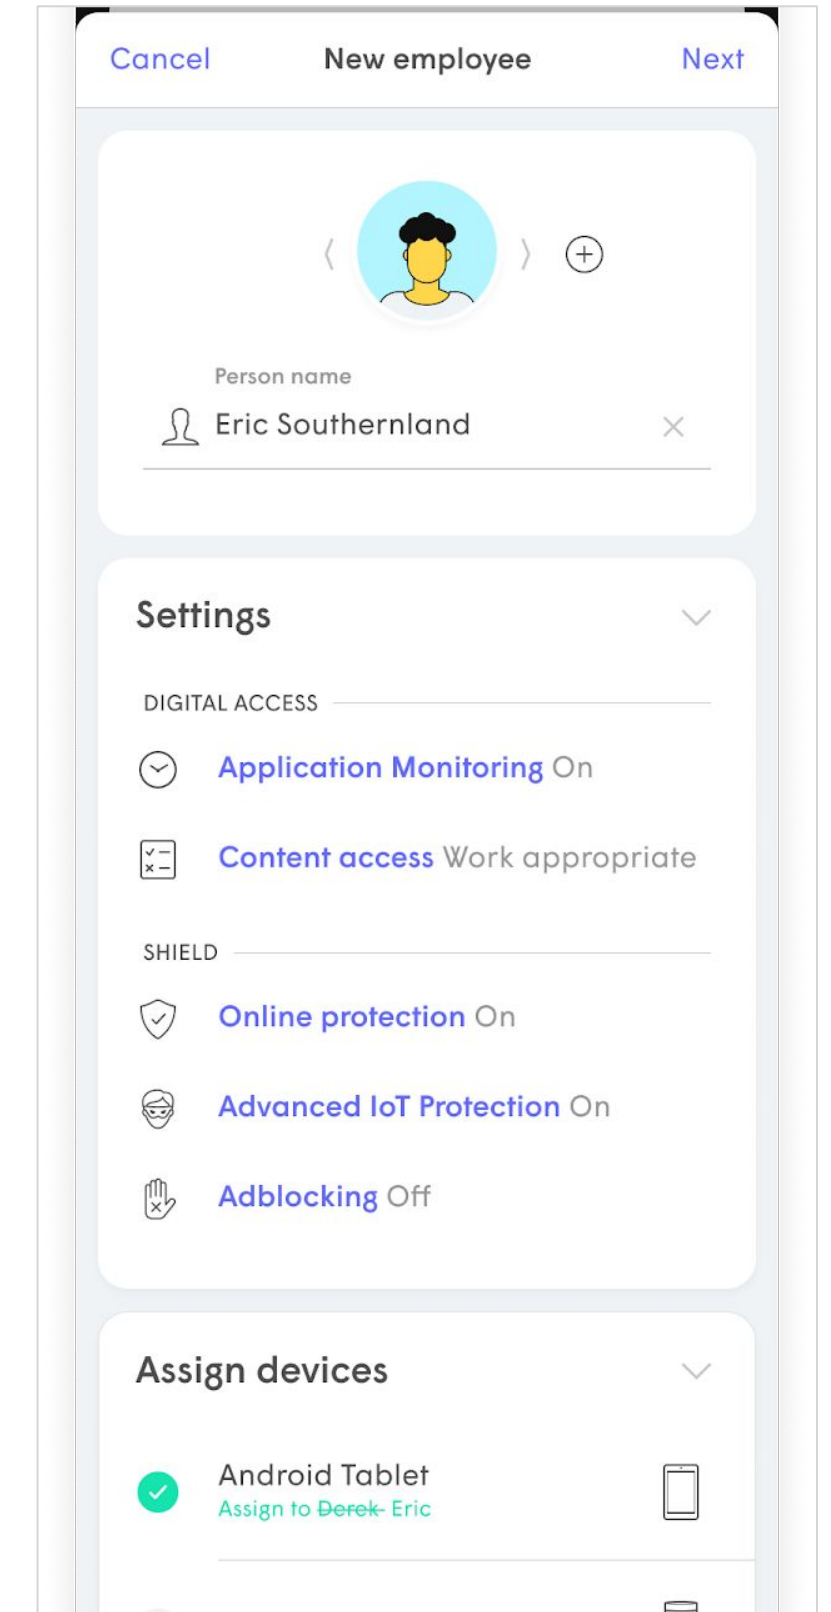 Cancel New employee Next
Person name
Eric Southernland
Settings
DIGITAL ACCESS
Application Monitoring On
Content access Work appropriate
SHIELD
Online protection On
Advanced IoT Protection On
Adblocking Off
Assign devices
Android Tablet
Assign to Derek Eric